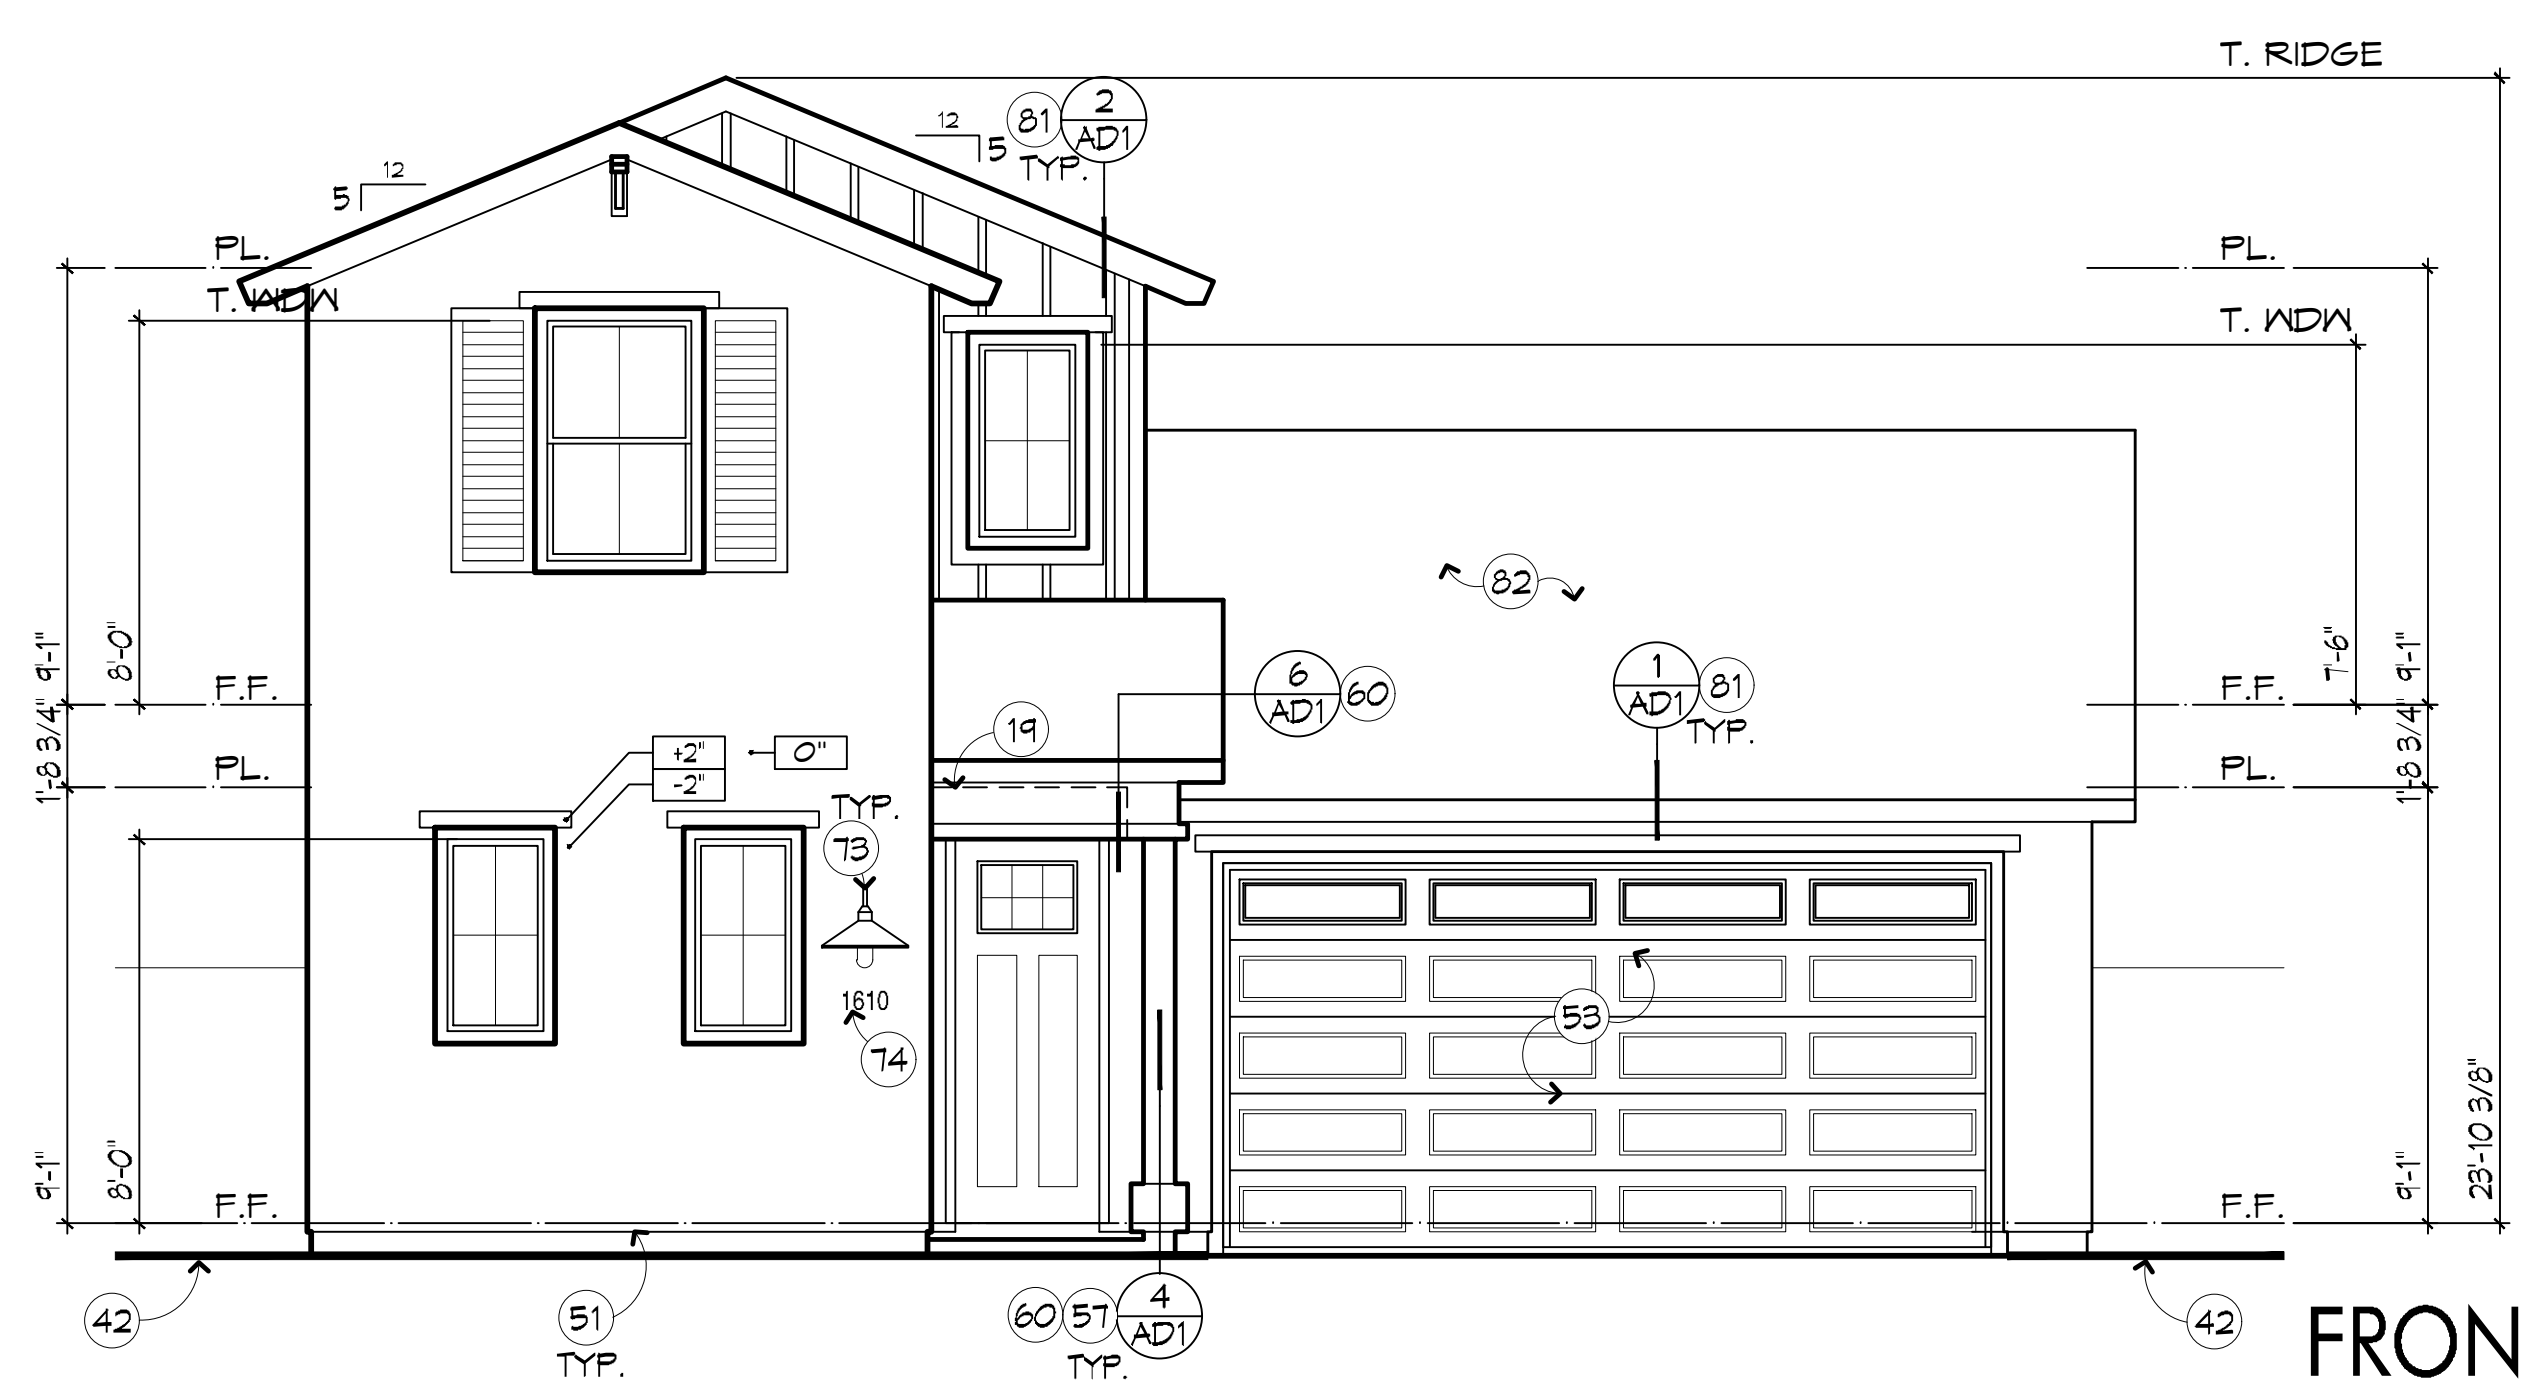 T. RIDGE
2
AD1
81
TYP.
12
5
12
5
PL.
PL.
T. WDW
T. WDW
82
9'-1"
8'-0"
7'-6"
9'-1"
F.F.
F.F.
6
AD1
60
1
AD1
81
TYP.
19
1'-8 3/4"
1'-8 3/4"
+2"
-2"
0"
PL.
PL.
TYP.
73
1610
74
53
9'-1"
8'-0"
9'-1"
23'-10 3/8"
F.F.
F.F.
42
51
TYP.
60
57
TYP.
4
AD1
42
FRON